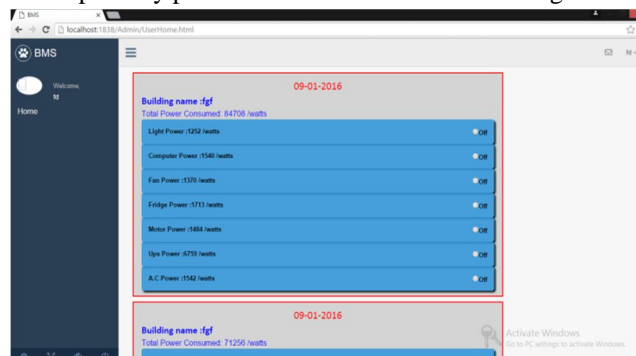 BMS
localhost:1838/Admin/UserHome.html
BMS
Welcome,
fd
Home
fd
09-01-2016
Building name :fgf
Total Power Consumed: 84708 /watts
Light Power :1252 /watts
Off
Computer Power :1540 /watts
Off
Fan Power :1370 /watts
Off
Fridge Power :1713 /watts
Off
Motor Power :1484 /watts
Off
Ups Power :6759 /watts
Off
A.C Power :1542 /watts
Off
09-01-2016
Building name :fgf
Total Power Consumed: 71256 /watts
Activate Windows
Go to PC settings to activate Windows.